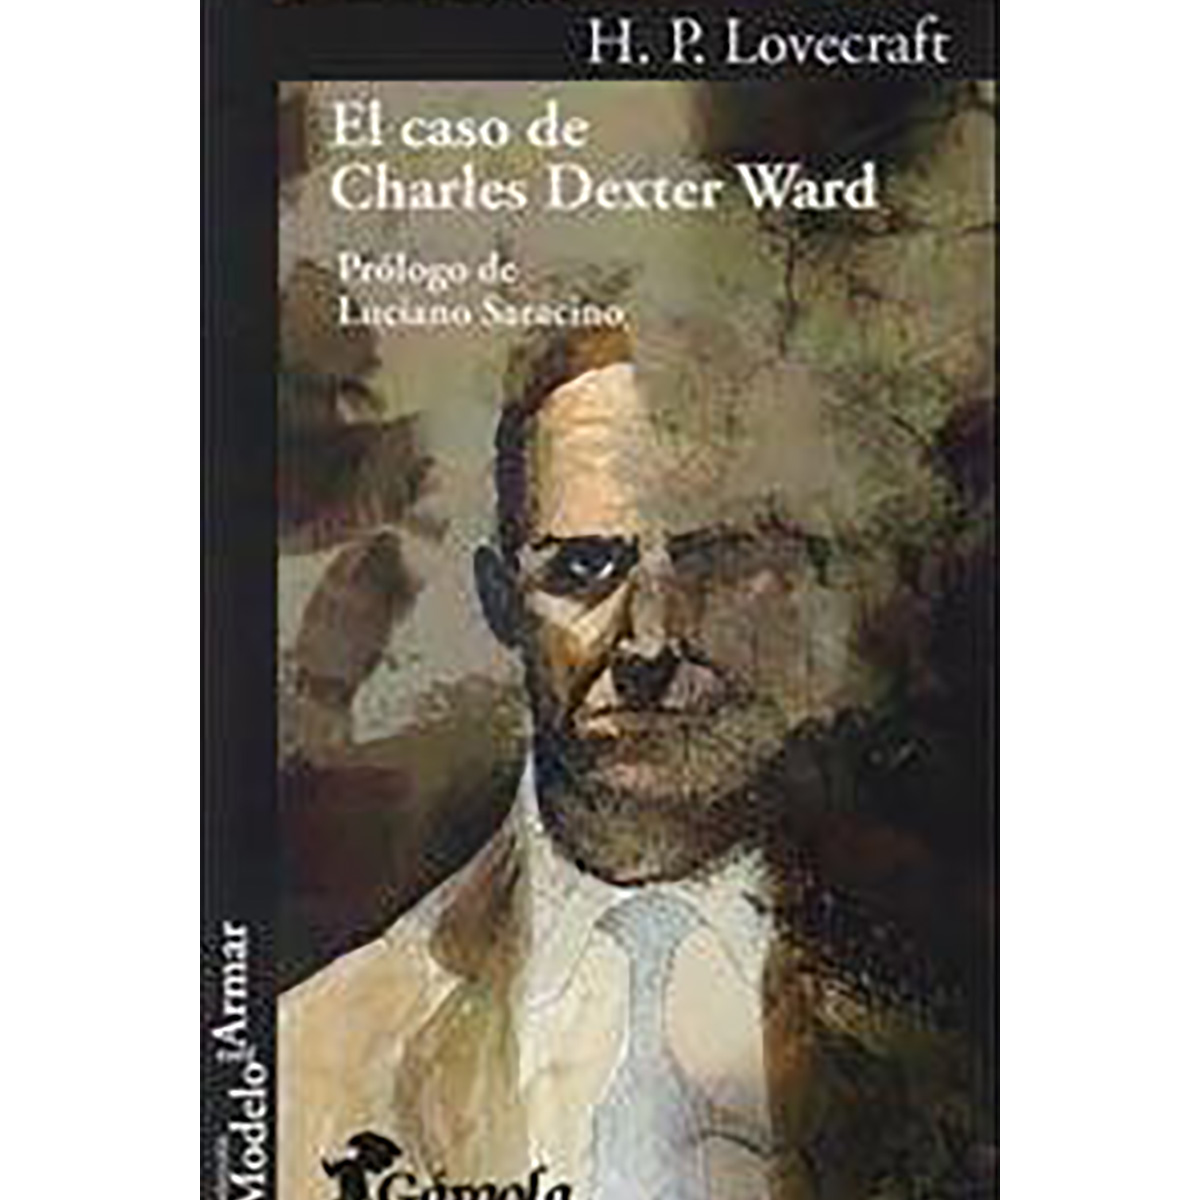 H. P. Lovecraft
El caso de
Charles Dexter Ward
Prólogo de
Luciano Saracino
Modelo para Armar
Gárgola